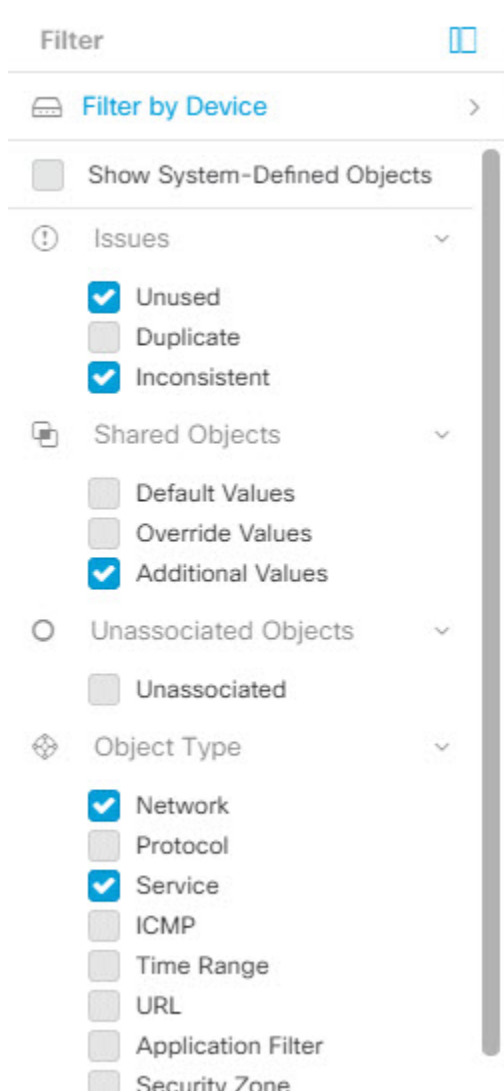 Filter
Filter by Device
Show System-Defined Objects
Issues
Unused
Duplicate
Inconsistent
Shared Objects
Default Values
Override Values
Additional Values
Unassociated Objects
Unassociated
Object Type
Network
Protocol
Service
ICMP
Time Range
URL
Application Filter
Security Zone